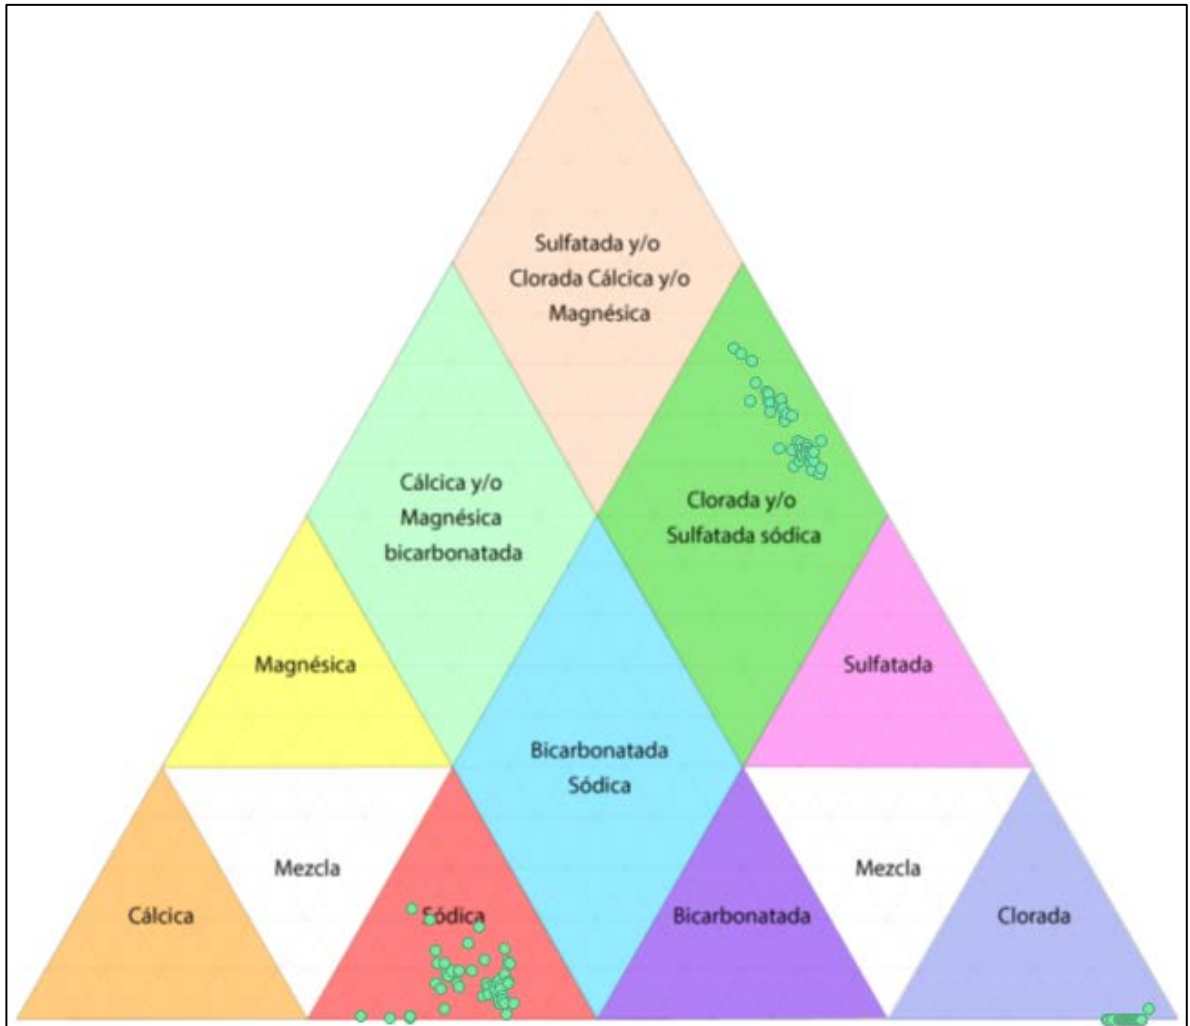 Sulfatada y/o
Clorada Cálcica y/o
Magnésica
Cálcica y/o
Magnésica
bicarbonatada
Clorada y/o
Sulfatada sódica
Magnésica
Sulfatada
Bicarbonatada
Sódica
Mezcla
Mezcla
Cálcica
Sódica
Bicarbonatada
Clorada